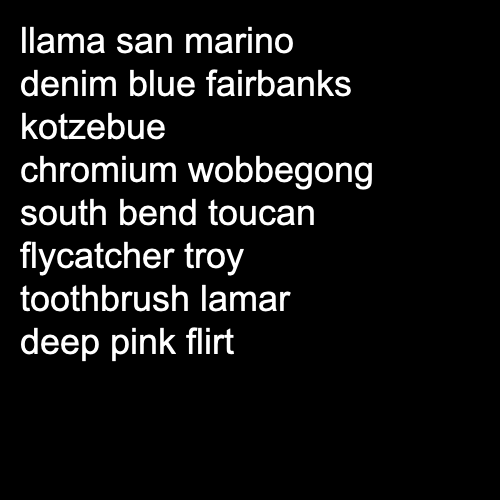 llama san marino
denim blue fairbanks
kotzebue
chromium wobbegong
south bend toucan
flycatcher troy
toothbrush lamar
deep pink flirt